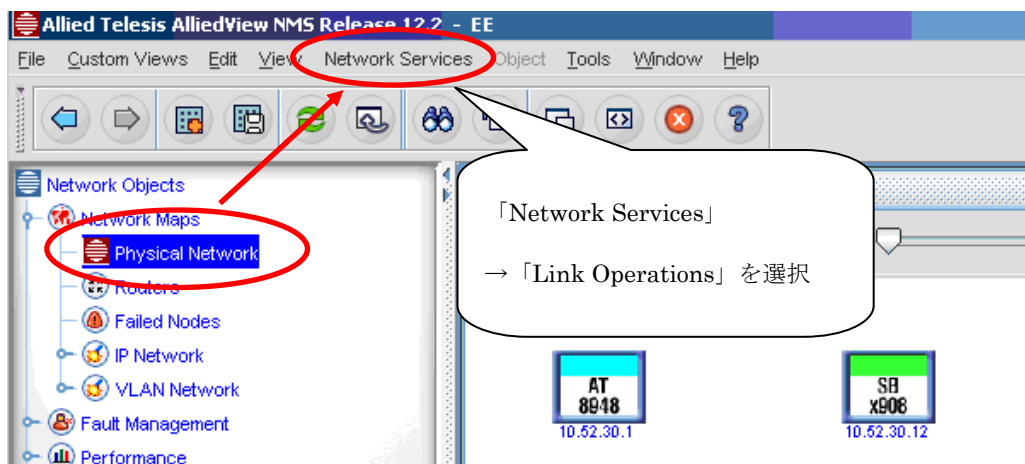 Allied Telesis AlliedView NMS Release 12.2 - EE
File Custom Views Edit View Network Services Object Tools Window Help
Network Objects
Network Maps
Physical Network
Routers
Failed Nodes
IP Network
VLAN Network
Fault Management
Performance
「Network Services」
→「Link Operations」を選択
AT
8948
10.52.30.1
SB
x908
10.52.30.12